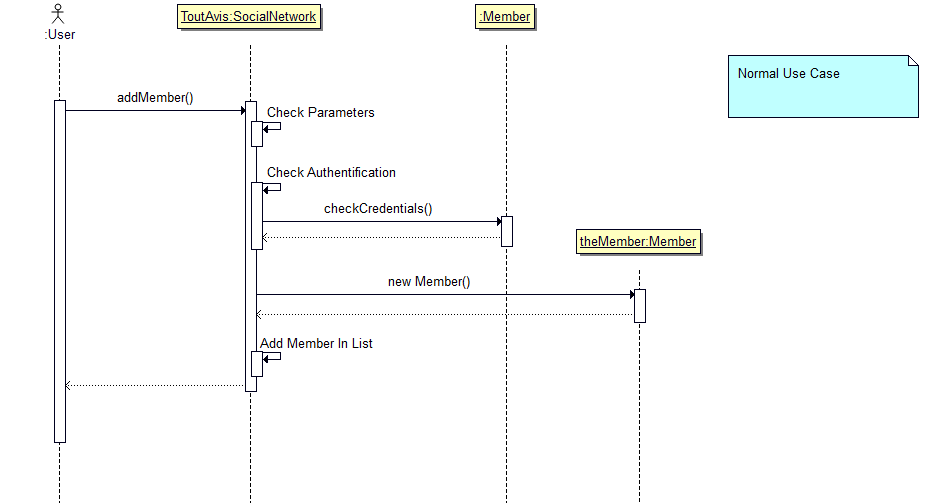 :User
ToutAvis:SocialNetwork
:Member
Normal Use Case
addMember()
Check Parameters
Check Authentification
checkCredentials()
theMember:Member
new Member()
Add Member In List